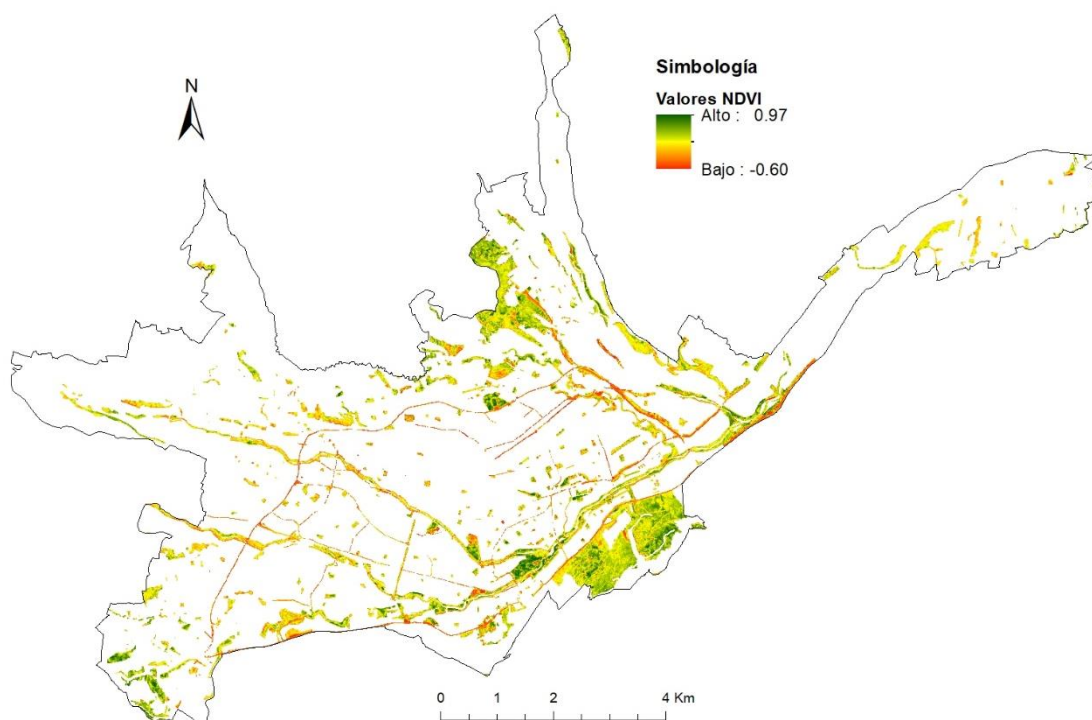 N
Simbología
Valores NDVI
Alto : 0.97
Bajo : -0.60
0 1 2 4 Km